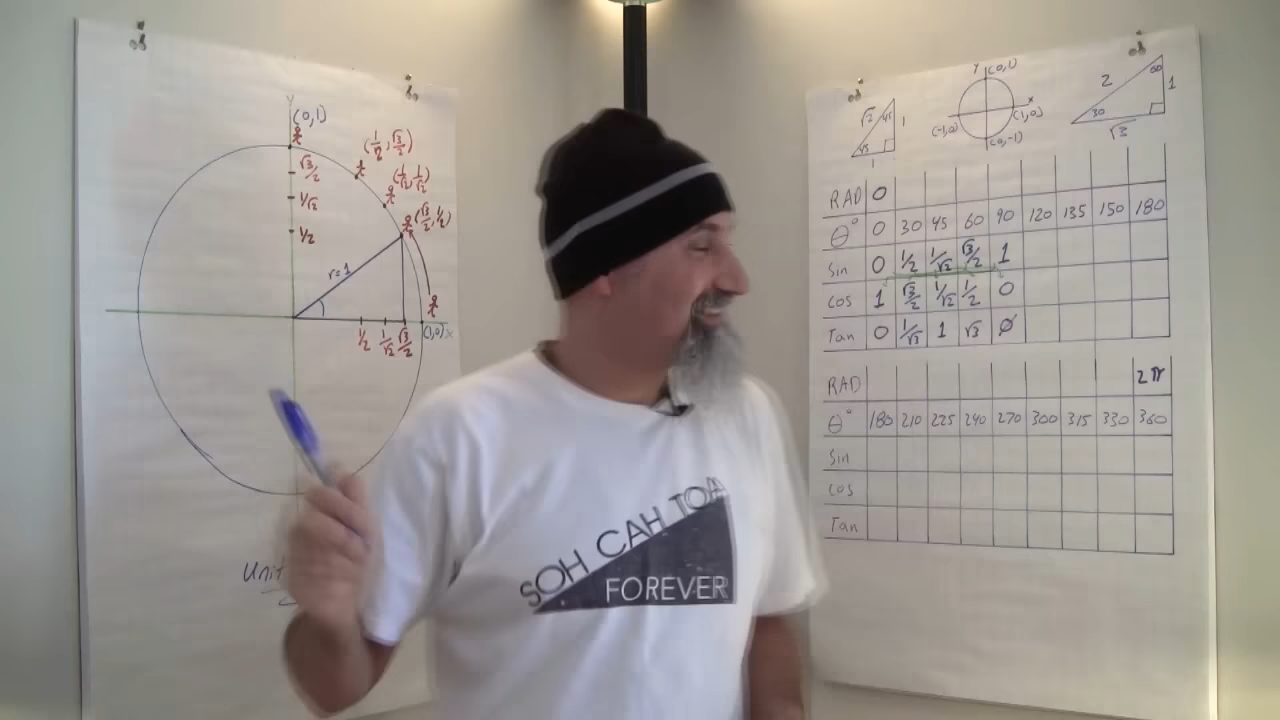 Y
(0,1)
(1/√2, √3/2)
√3/2
(1/√2, 1/√2)
1/√2
(√3/2, 1/2)
1/2
r=1
1/2 1/√2 √3/2
(1,0) x
Unit
SOH CAH TOA
FOREVER
√2 45 1
45
1
Y (0,1)
x
(-1,0) (1,0)
(0,-1)
2 60 1
30
√3
RAD 0
θ° 0 30 45 60 90 120 135 150 180
Sin 0 1/2 1/√2 √3/2 1
Cos 1 √3/2 1/√2 1/2 0
Tan 0 1/√3 1 √3 Ø
RAD 2π
θ° 180 210 225 240 270 300 315 330 360
Sin
Cos
Tan